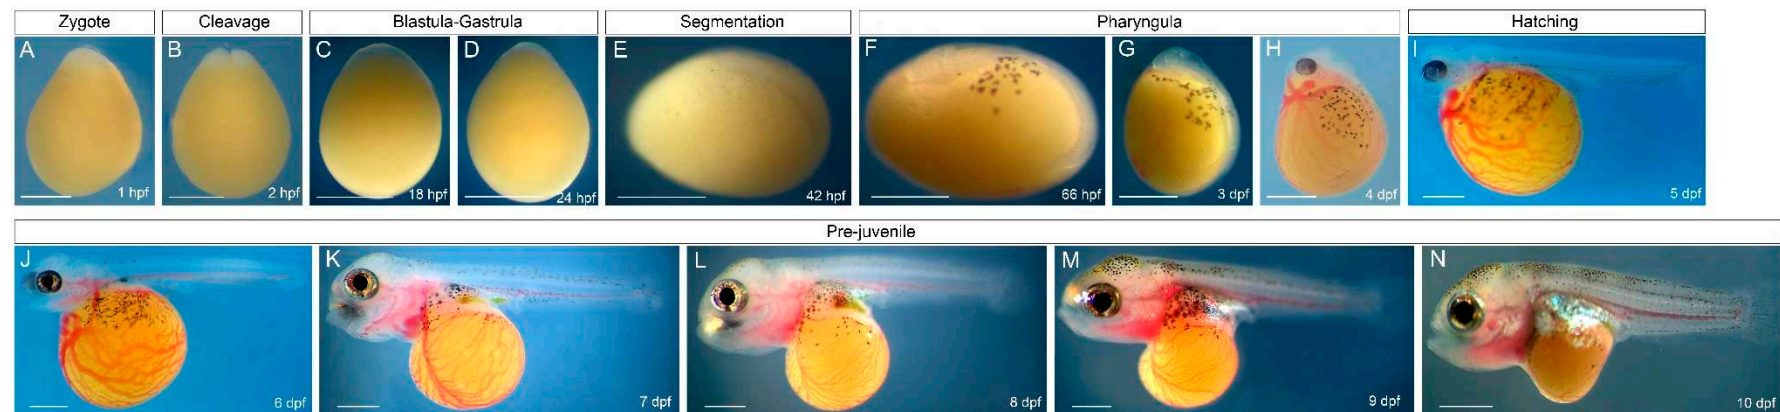 Zygote Cleavage Blastula-Gastrula Segmentation Pharyngula Hatching
A B C D E F G H I
1 hpf 2 hpf 18 hpf 24 hpf 42 hpf 66 hpf 3 dpf 4 dpf 5 dpf
Pre-juvenile
J K L M N
6 dpf 7 dpf 8 dpf 9 dpf 10 dpf